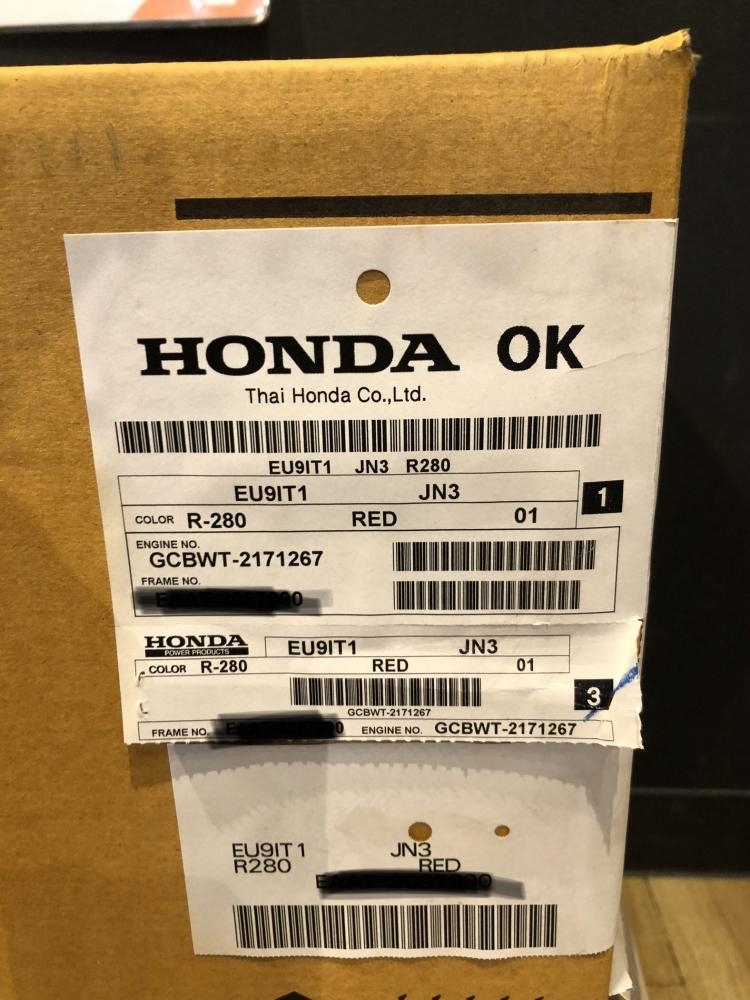 HONDA OK
Thai Honda Co.,Ltd.
EU9IT1 JN3 R280
EU9IT1 JN3
1
COLOR R-280 RED 01
ENGINE NO.
GCBWT-2171267
FRAME NO.
HONDA EU9IT1 JN3
POWER PRODUCTS
COLOR R-280 RED 01
3
GCBWT-2171267
FRAME NO. ENGINE NO. GCBWT-2171267
EU9IT1 JN3
R280 RED